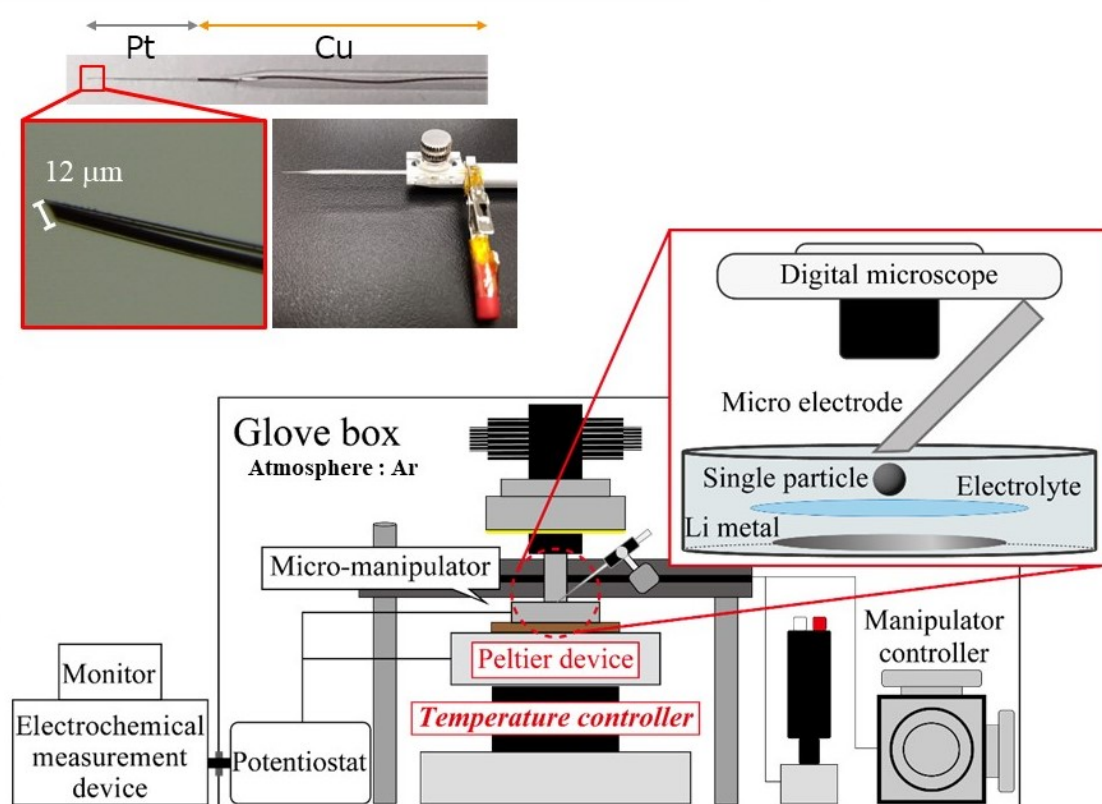 Pt
Cu
12 µm
Digital microscope
Micro electrode
Single particle
Electrolyte
Li metal
Glove box
Atmosphere : Ar
Micro-manipulator
Peltier device
Temperature controller
Manipulator
controller
Monitor
Electrochemical
measurement
device
Potentiostat